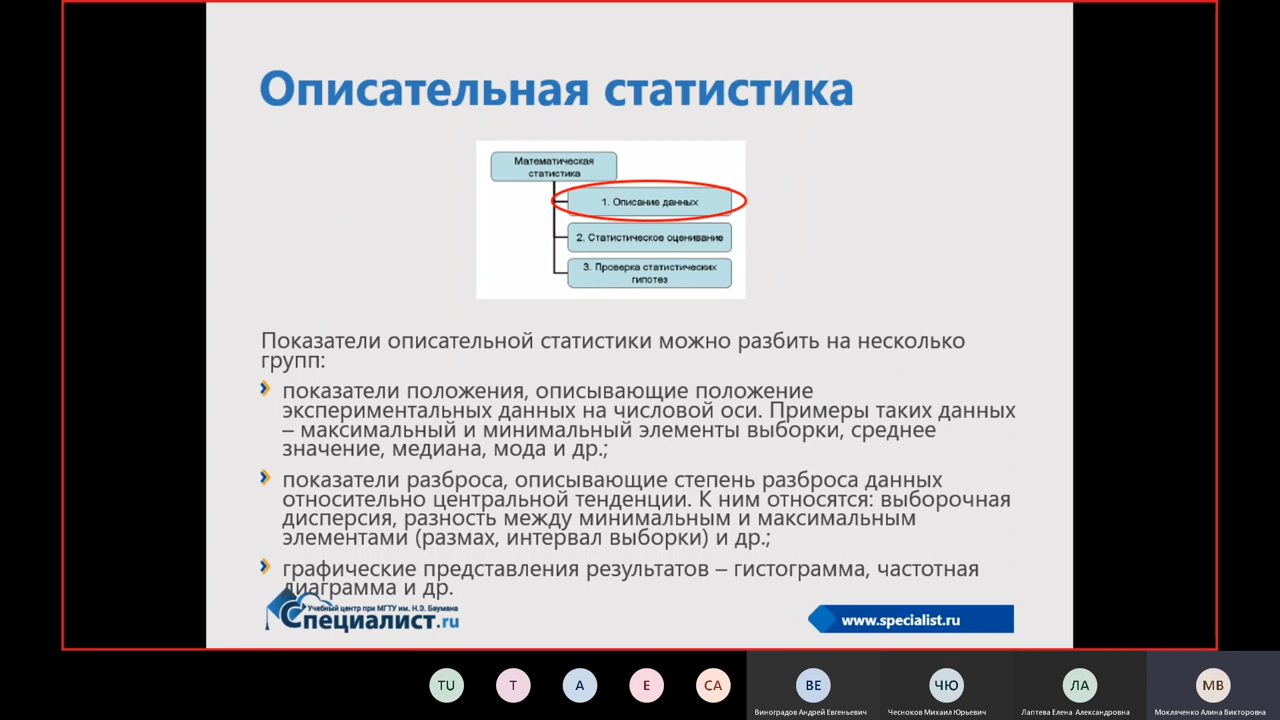 Описательная статистика
Математическая
статистика
1. Описание данных
2. Статистическое оценивание
3. Проверка статистических
гипотез
Показатели описательной статистики можно разбить на несколько
групп:
показатели положения, описывающие положение
экспериментальных данных на числовой оси. Примеры таких данных
– максимальный и минимальный элементы выборки, среднее
значение, медиана, мода и др.;
показатели разброса, описывающие степень разброса данных
относительно центральной тенденции. К ним относятся: выборочная
дисперсия, разность между минимальным и максимальным
элементами (размах, интервал выборки) и др.;
графические представления результатов – гистограмма, частотная
диаграмма и др.
Учебный центр при МГТУ им. Н.Э. Баумана
Специалист.ru
www.specialist.ru
TU
T
A
E
CA
ВЕ
ЧЮ
ЛА
МВ
Виноградов Андрей Евгеньевич
Чесноков Михаил Юрьевич
Лаптева Елена Александровна
Мокляченко Алина Викторовна